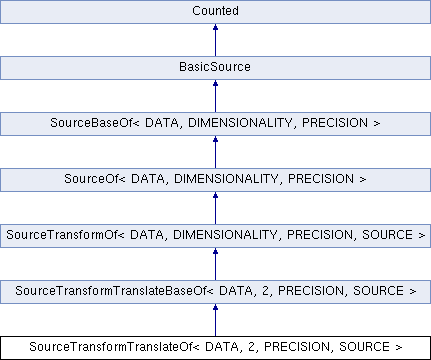 Counted
BasicSource
SourceBaseOf< DATA, DIMENSIONALITY, PRECISION >
SourceOf< DATA, DIMENSIONALITY, PRECISION >
SourceTransformOf< DATA, DIMENSIONALITY, PRECISION, SOURCE >
SourceTransformTranslateBaseOf< DATA, 2, PRECISION, SOURCE >
SourceTransformTranslateOf< DATA, 2, PRECISION, SOURCE >